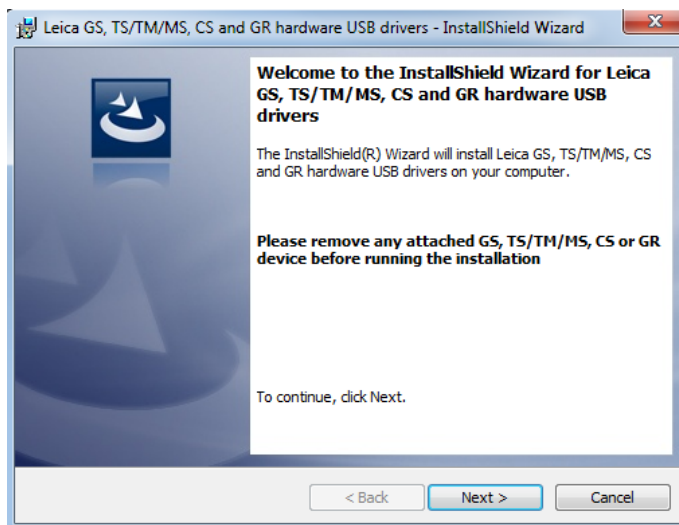 Leica GS, TS/TM/MS, CS and GR hardware USB drivers - InstallShield Wizard
Welcome to the InstallShield Wizard for Leica
GS, TS/TM/MS, CS and GR hardware USB
drivers
The InstallShield(R) Wizard will install Leica GS, TS/TM/MS, CS
and GR hardware USB drivers on your computer.
Please remove any attached GS, TS/TM/MS, CS or GR
device before running the installation
To continue, click Next.
< Back
Next >
Cancel